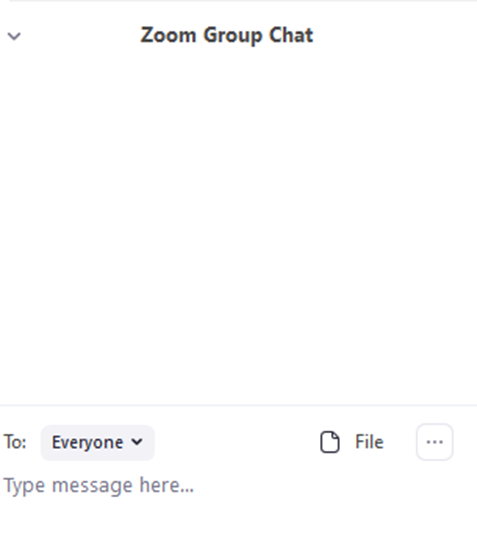 Zoom Group Chat
To: Everyone File ...
Type message here...